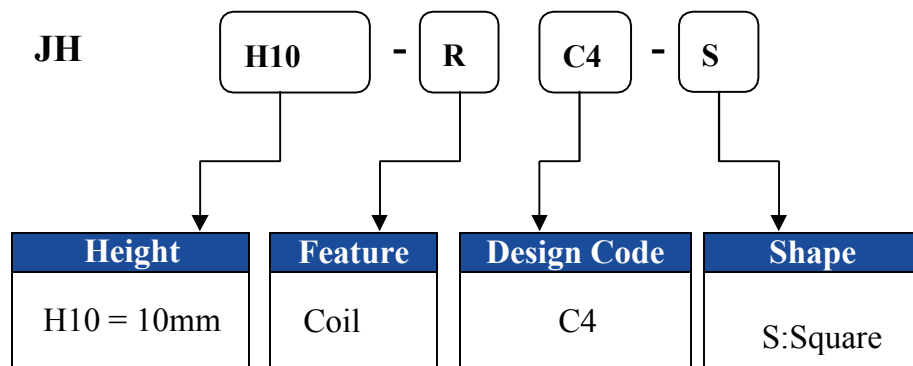 JH H10 - R C4 - S
Height Feature Design Code Shape
H10 = 10mm Coil C4 S:Square